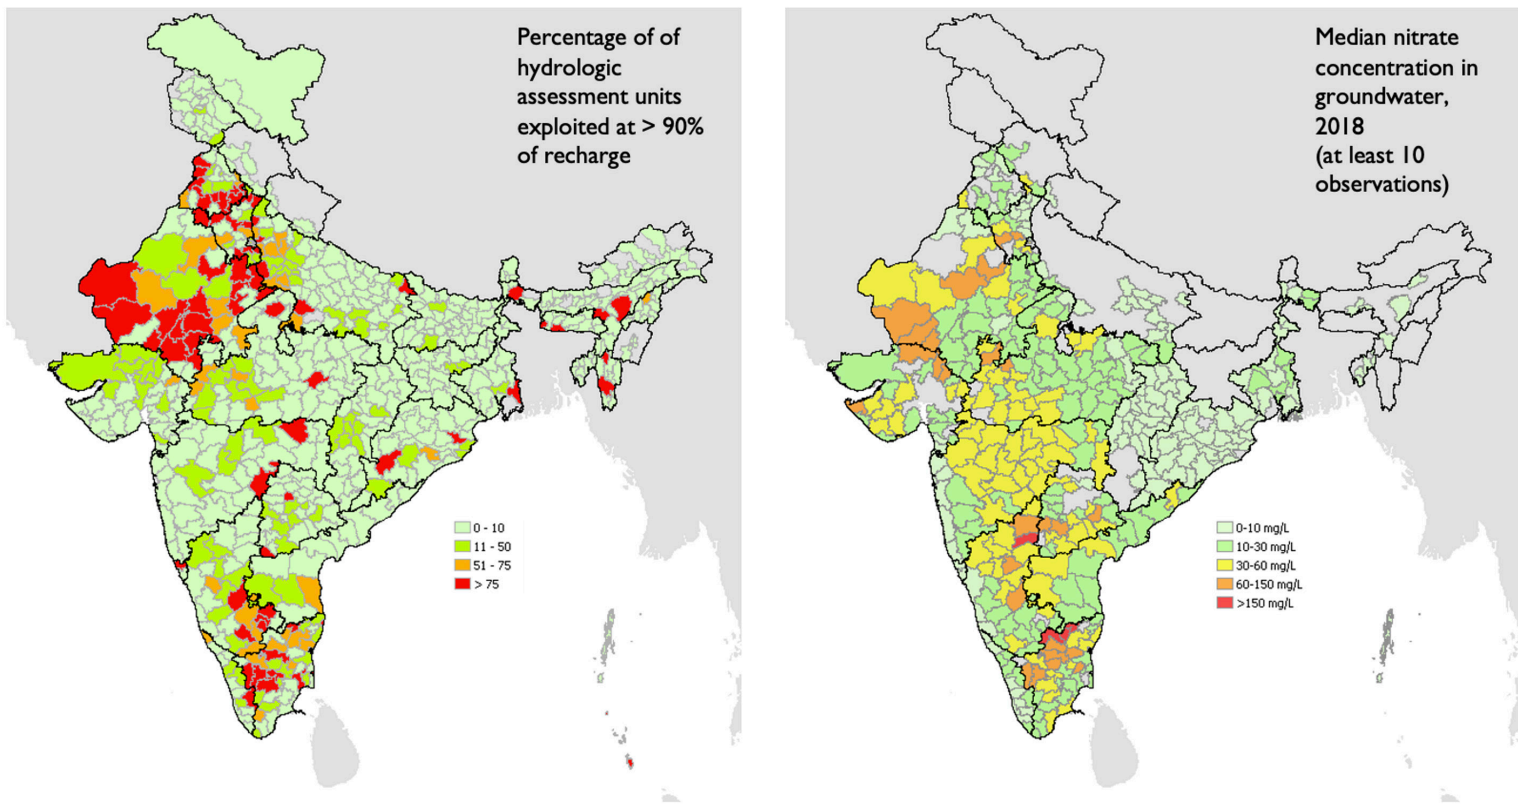 Percentage of of
hydrologic
assessment units
exploited at > 90%
of recharge
0 - 10
11 - 50
51 - 75
> 75
Median nitrate
concentration in
groundwater,
2018
(at least 10
observations)
0-10 mg/L
10-30 mg/L
30-60 mg/L
60-150 mg/L
>150 mg/L